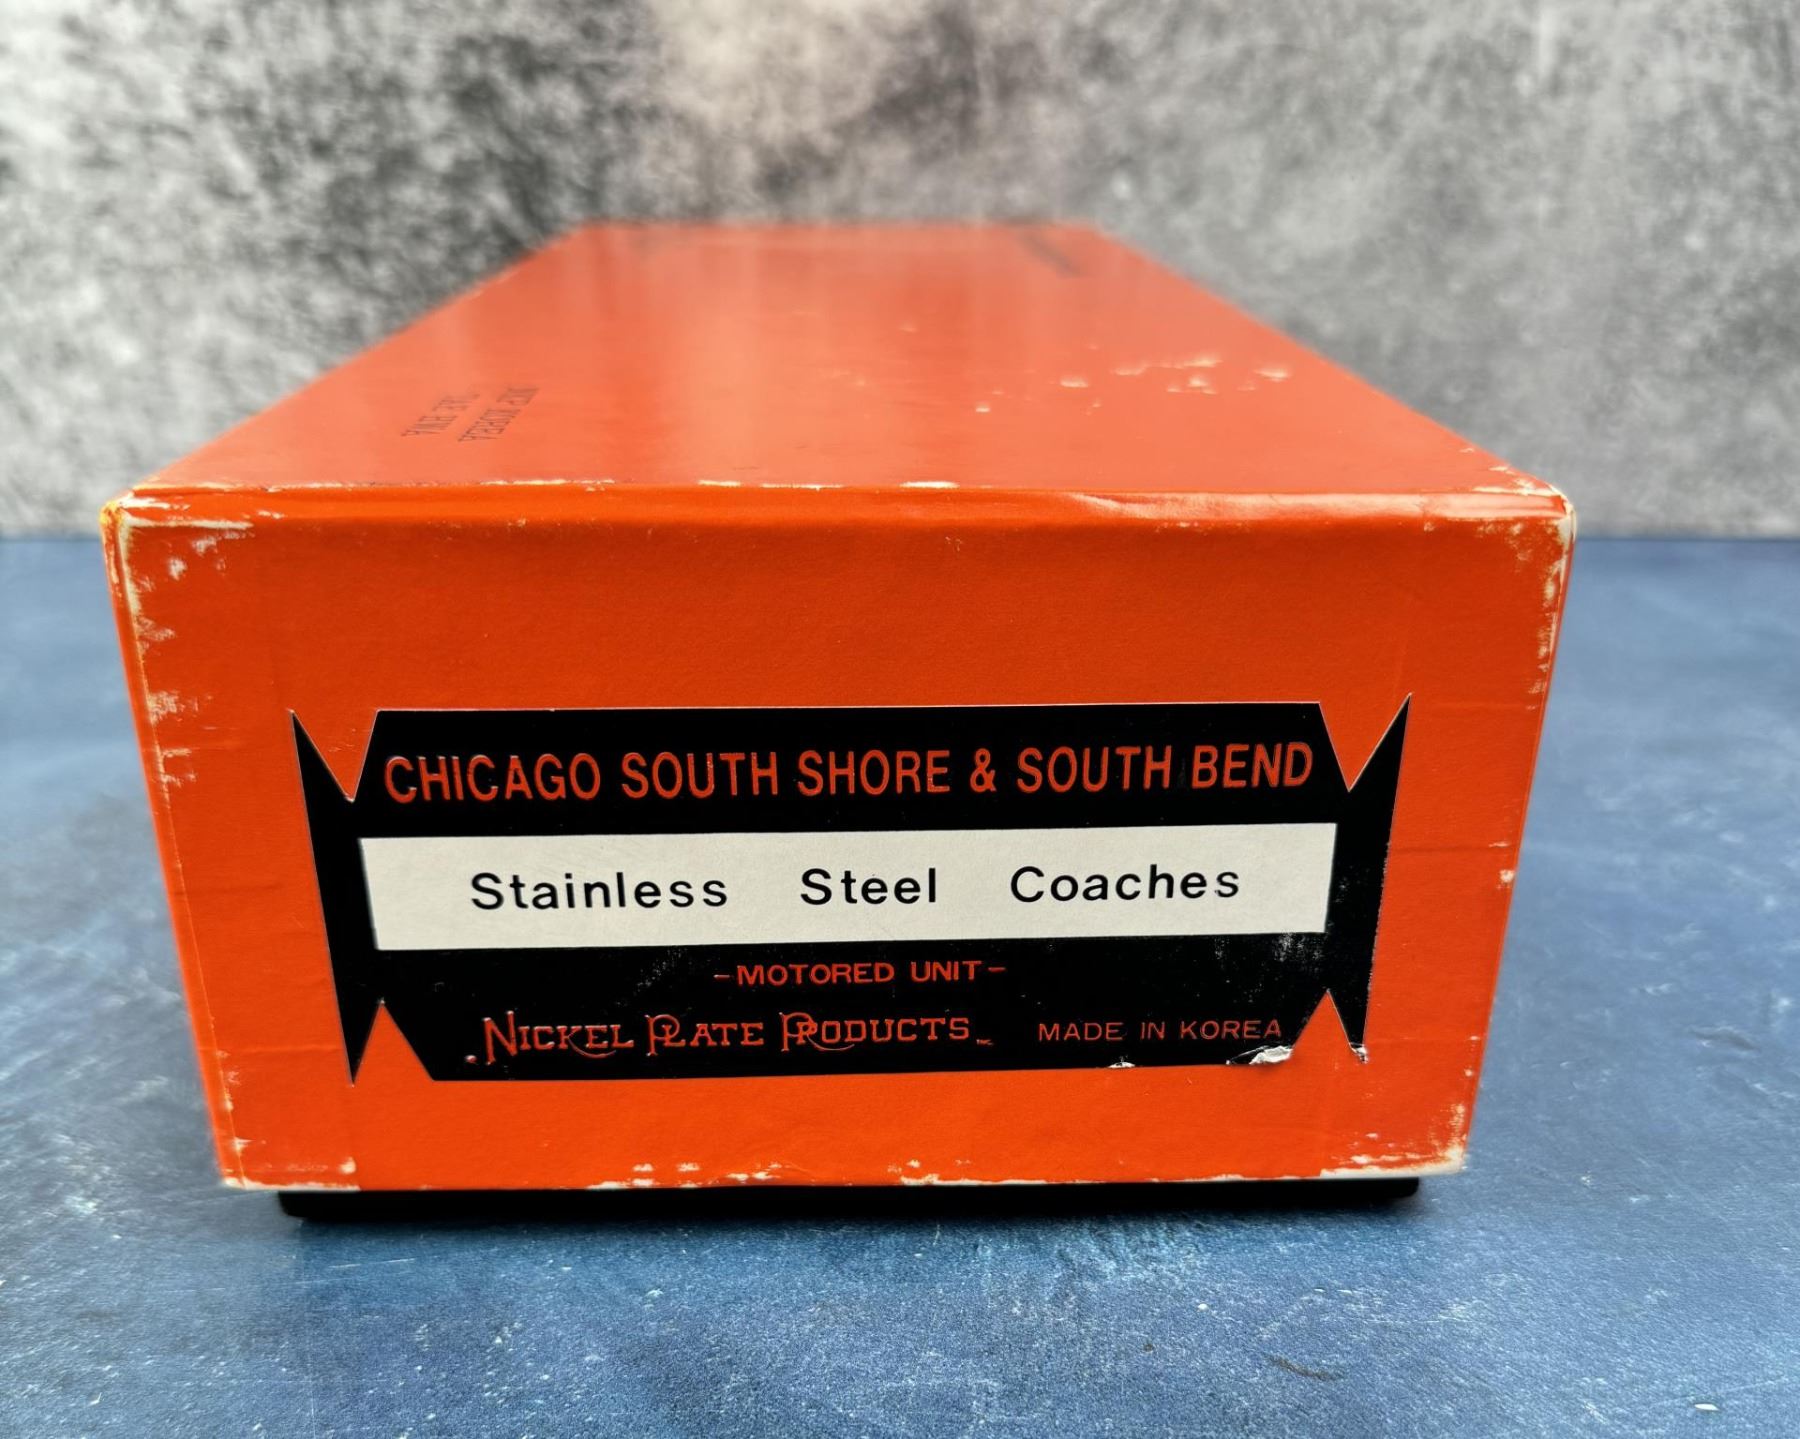 CHICAGO SOUTH SHORE & SOUTH BEND
Stainless Steel Coaches
-MOTORED UNIT-
NICKEL PLATE PRODUCTS
MADE IN KOREA